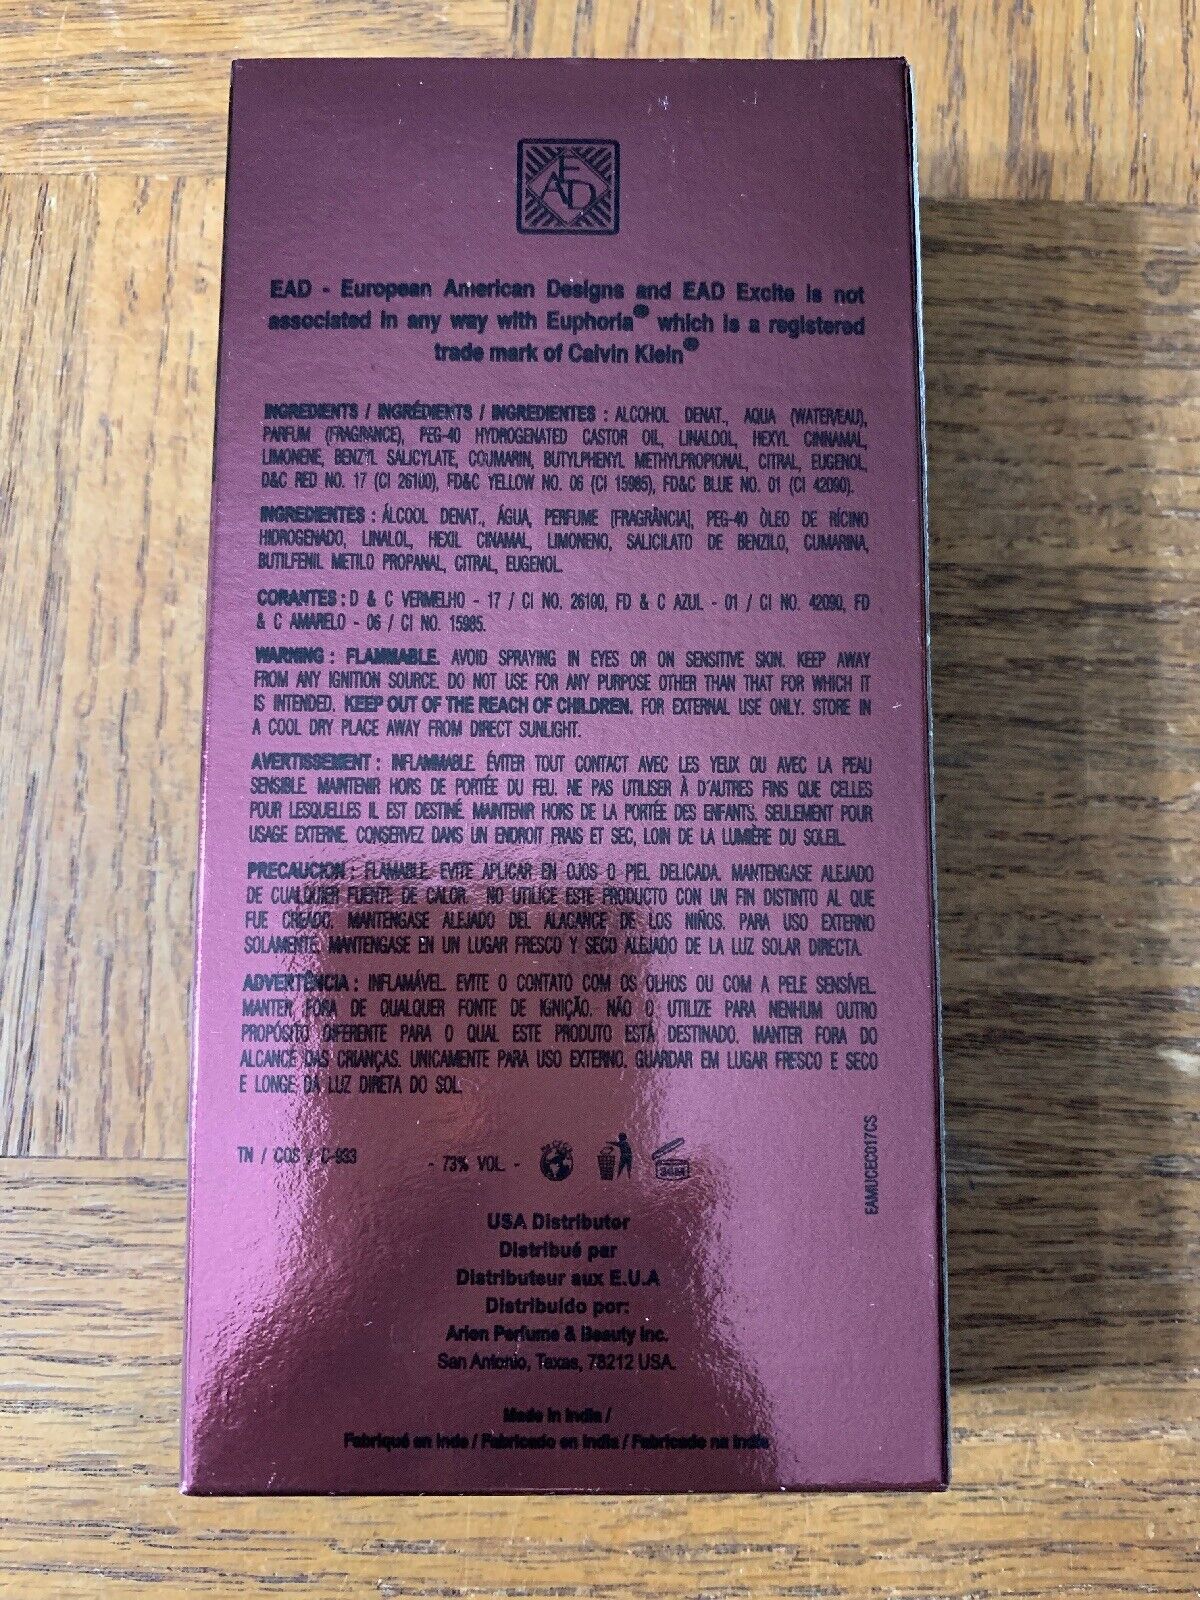 EAD
EAD - European American Designs and EAD Excite is not
associated in any way with Euphoria® which is a registered
trade mark of Calvin Klein®
INGREDIENTS / INGRÉDIENTS / INGREDIENTES : ALCOHOL DENAT., AQUA (WATER/EAU),
PARFUM (FRAGRANCE), PEG-40 HYDROGENATED CASTOR OIL, LINALOOL, HEXYL CINNAMAL,
LIMONENE, BENZYL SALICYLATE, COUMARIN, BUTYLPHENYL METHYLPROPIONAL, CITRAL, EUGENOL,
D&C RED NO. 17 (CI 26100), FD&C YELLOW NO. 06 (CI 15985), FD&C BLUE NO. 01 (CI 42090).
INGREDIENTES : ÁLCOOL DENAT., ÁGUA, PERFUME [FRAGRÂNCIA], PEG-40 ÒLEO DE RÍCINO
HIDROGENADO, LINALOL, HEXIL CINAMAL, LIMONENO, SALICILATO DE BENZILO, CUMARINA,
BUTILFENIL METILO PROPANAL, CITRAL, EUGENOL.
CORANTES : D & C VERMELHO - 17 / CI NO. 26100, FD & C AZUL - 01 / CI NO. 42090, FD
& C AMARELO - 06 / CI NO. 15985.
WARNING : FLAMMABLE. AVOID SPRAYING IN EYES OR ON SENSITIVE SKIN. KEEP AWAY
FROM ANY IGNITION SOURCE. DO NOT USE FOR ANY PURPOSE OTHER THAN THAT FOR WHICH IT
IS INTENDED. KEEP OUT OF THE REACH OF CHILDREN. FOR EXTERNAL USE ONLY. STORE IN
A COOL DRY PLACE AWAY FROM DIRECT SUNLIGHT.
AVERTISSEMENT : INFLAMMABLE. ÉVITER TOUT CONTACT AVEC LES YEUX OU AVEC LA PEAU
SENSIBLE. MAINTENIR HORS DE PORTÉE DU FEU. NE PAS UTILISER À D'AUTRES FINS QUE CELLES
POUR LESQUELLES IL EST DESTINÉ. MAINTENIR HORS DE LA PORTÉE DES ENFANTS. SEULEMENT POUR
USAGE EXTERNE. CONSERVEZ DANS UN ENDROIT FRAIS ET SEC, LOIN DE LA LUMIÈRE DU SOLEIL.
PRECAUCION : FLAMABLE. EVITE APLICAR EN OJOS O PIEL DELICADA. MANTENGASE ALEJADO
DE CUALQUIER FUENTE DE CALOR. NO UTILICE ESTE PRODUCTO CON UN FIN DISTINTO AL QUE
FUE CREADO. MANTENGASE ALEJADO DEL ALACANCE DE LOS NIÑOS. PARA USO EXTERNO
SOLAMENTE. MANTENGASE EN UN LUGAR FRESCO Y SECO ALEJADO DE LA LUZ SOLAR DIRECTA.
ADVERTÊNCIA : INFLAMÁVEL. EVITE O CONTATO COM OS OLHOS OU COM A PELE SENSÍVEL.
MANTER FORA DE QUALQUER FONTE DE IGNIÇÃO. NÃO O UTILIZE PARA NENHUM OUTRO
PROPÓSITO DIFERENTE PARA O QUAL ESTE PRODUTO ESTÁ DESTINADO. MANTER FORA DO
ALCANCE DAS CRIANÇAS. UNICAMENTE PARA USO EXTERNO. GUARDAR EM LUGAR FRESCO E SECO
E LONGE DA LUZ DIRETA DO SOL.
TN / COS / C-933
- 73% VOL. -
36M
EAMUCEC017CS
USA Distributor
Distribué par
Distributeur aux E.U.A
Distribuído por:
Arion Perfume & Beauty Inc.
San Antonio, Texas, 78212 USA.
Made in India /
Fabriqué en Inde / Fabricado en India / Fabricado na India